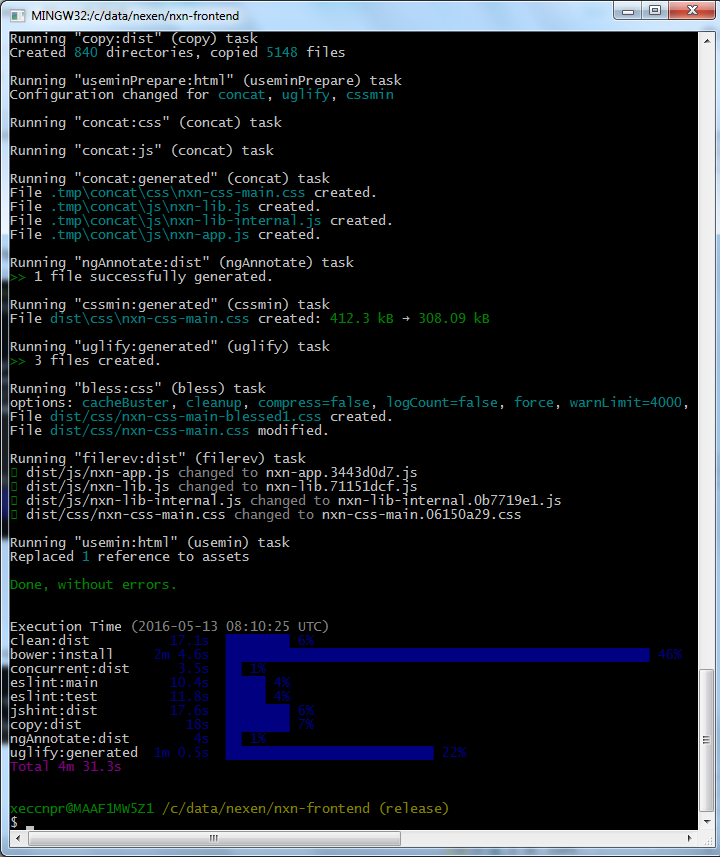 MINGW32:/c/data/nexen/nxn-frontend
Running "copy:dist" (copy) task
Created 840 directories, copied 5148 files
Running "useminPrepare:html" (useminPrepare) task
Configuration changed for concat, uglify, cssmin
Running "concat:css" (concat) task
Running "concat:js" (concat) task
Running "concat:generated" (concat) task
File .tmp\concat\css\nxn-css-main.css created.
File .tmp\concat\js\nxn-lib.js created.
File .tmp\concat\js\nxn-lib-internal.js created.
File .tmp\concat\js\nxn-app.js created.
Running "ngAnnotate:dist" (ngAnnotate) task
>> 1 file successfully generated.
Running "cssmin:generated" (cssmin) task
File dist\css\nxn-css-main.css created: 412.3 kB → 308.09 kB
Running "uglify:generated" (uglify) task
>> 3 files created.
Running "bless:css" (bless) task
options: cacheBuster, cleanup, compress=false, logCount=false, force, warnLimit=4000,
File dist/css/nxn-css-main-blessed1.css created.
File dist/css/nxn-css-main.css modified.
Running "filerev:dist" (filerev) task
dist/js/nxn-app.js changed to nxn-app.3443d0d7.js
dist/js/nxn-lib.js changed to nxn-lib.71151dcf.js
dist/js/nxn-lib-internal.js changed to nxn-lib-internal.0b7719e1.js
dist/css/nxn-css-main.css changed to nxn-css-main.06150a29.css
Running "usemin:html" (usemin) task
Replaced 1 reference to assets
Done, without errors.
Execution Time (2016-05-13 08:10:25 UTC)
clean:dist 17.1s 6%
bower:install 2m 4.6s 46%
concurrent:dist 3.5s 1%
eslint:main 10.4s 4%
eslint:test 11.8s 4%
jshint:dist 17.6s 6%
copy:dist 18s 7%
ngAnnotate:dist 4s 1%
uglify:generated 1m 0.5s 22%
Total 4m 31.3s
xeccnpr@MAAF1MW5Z1 /c/data/nexen/nxn-frontend (release)
$